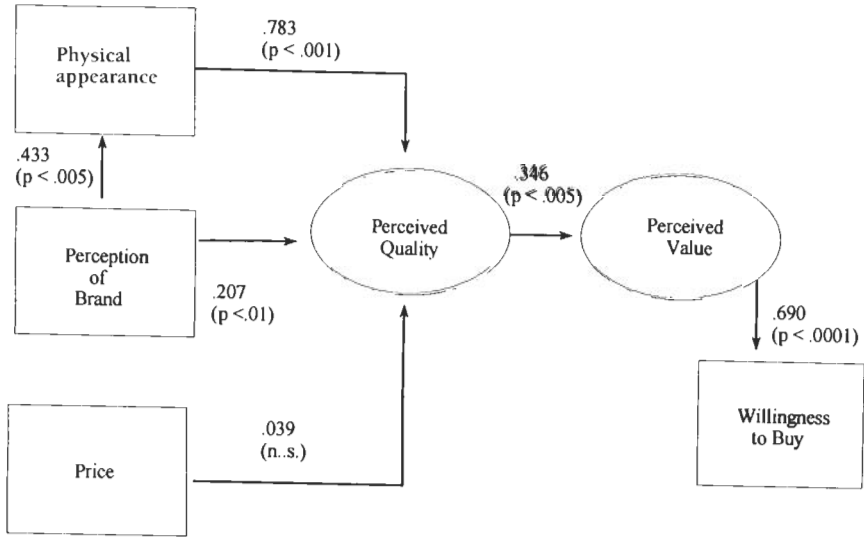 .783
(p < .001)
Physical
appearance
.433
(p < .005)
.346
(p < .005)
Perceived
Quality
Perceived
Value
Perception
of
Brand
.207
(p <.01)
.690
(p < .0001)
.039
(n..s.)
Price
Willingness
to Buy